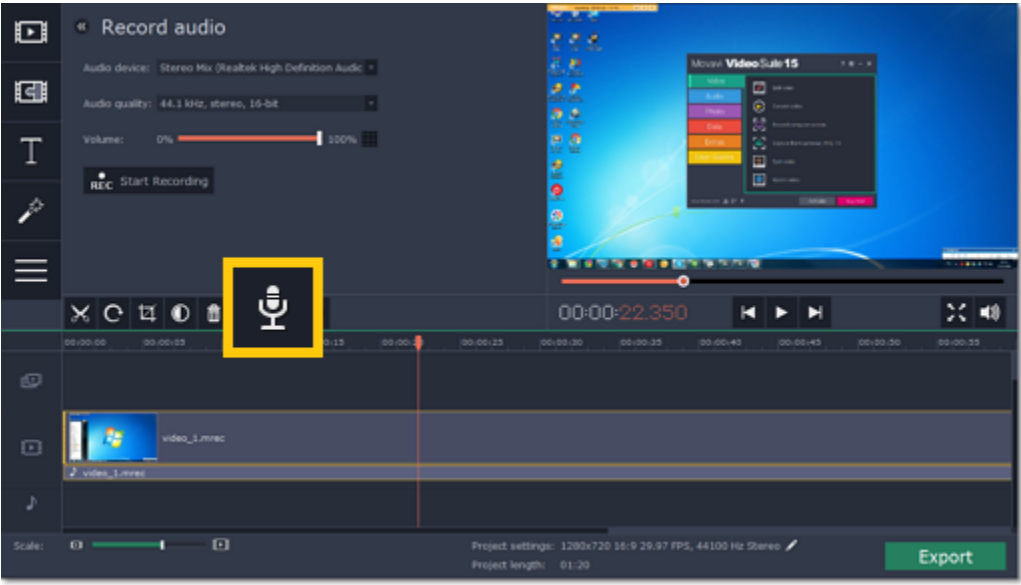 Record audio
Audio device: Stereo Mix (Realtek High Definition Audic
Audio quality: 44.1 kHz, stereo, 16-bit
Volume: 0% 100%
REC Start Recording
Movavi Video Suite 15
Video
Audio
Photo
Extras
00:00:22.350
00:00:00 00:00:05 0:15 00:00:2 00:00:25 00:00:30 00:00:35 00:00:40 00:00:45 00:00:50 00:00:55
video_1.mrec
video_1.mrec
Scale:
Project settings: 1280x720 16:9 29.97 FPS, 44100 Hz Stereo
Project length: 01:20
Export